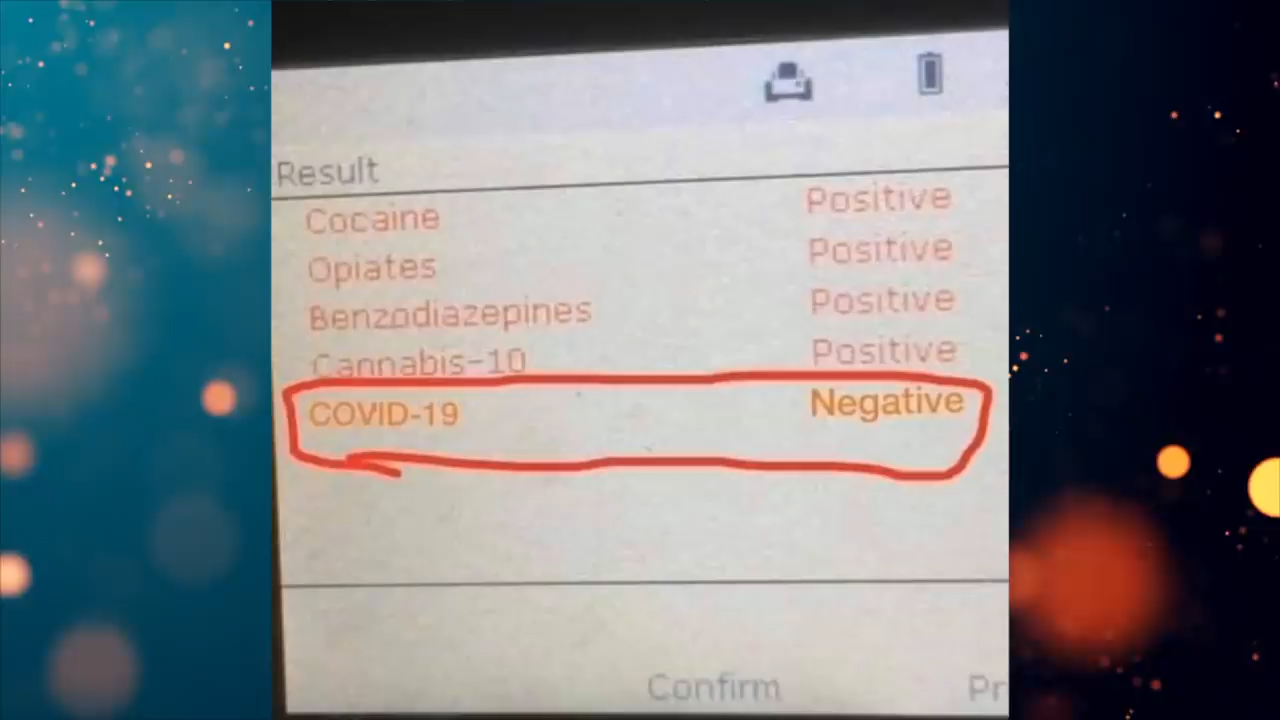 Result
Cocaine Positive
Opiates Positive
Benzodiazepines Positive
Cannabis-10 Positive
COVID-19 Negative
Confirm